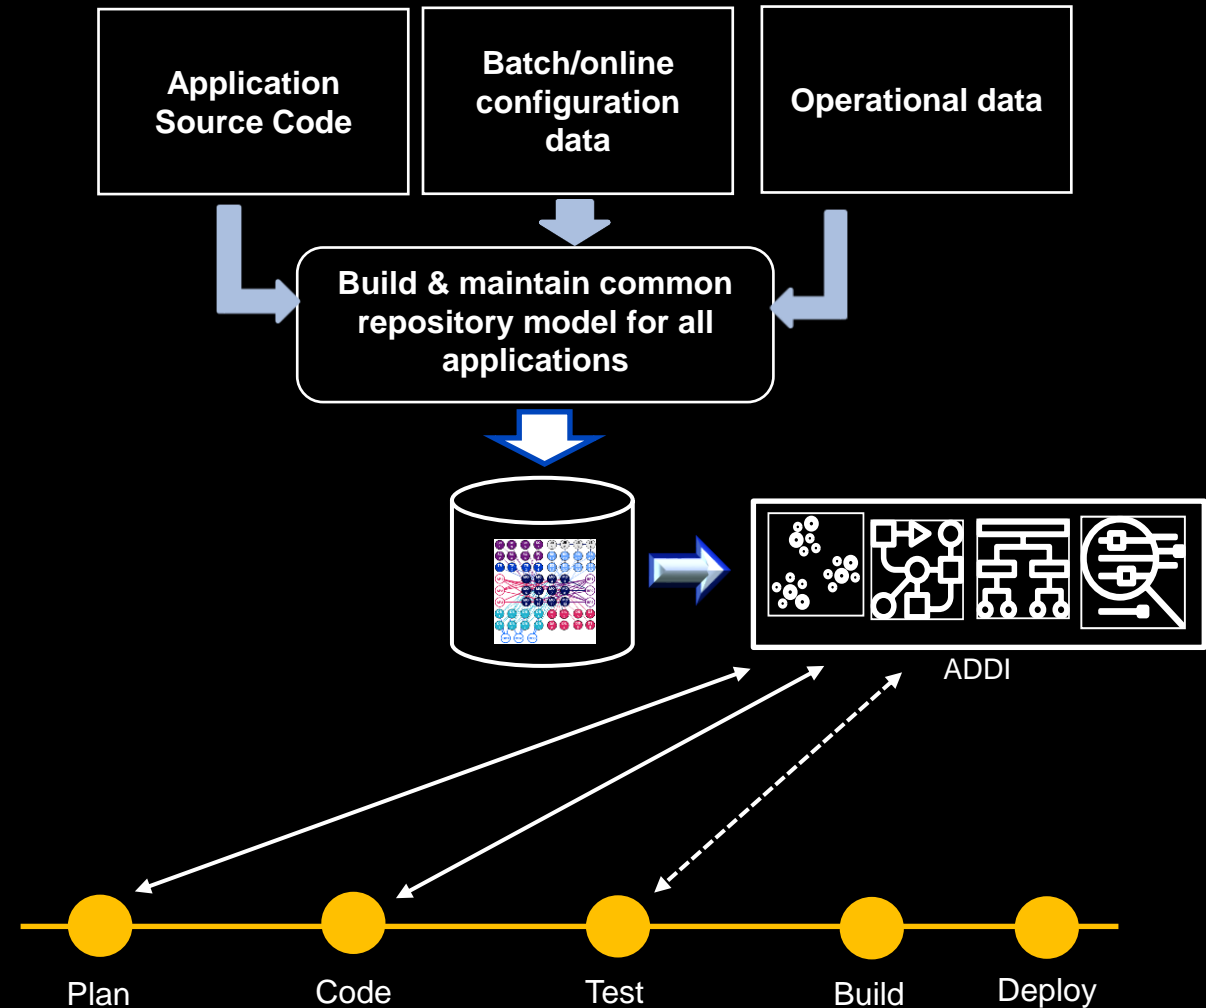 Application
Source Code
Batch/online
configuration
data
Operational data
Build & maintain common
repository model for all
applications
ADDI
Plan
Code
Test
Build
Deploy